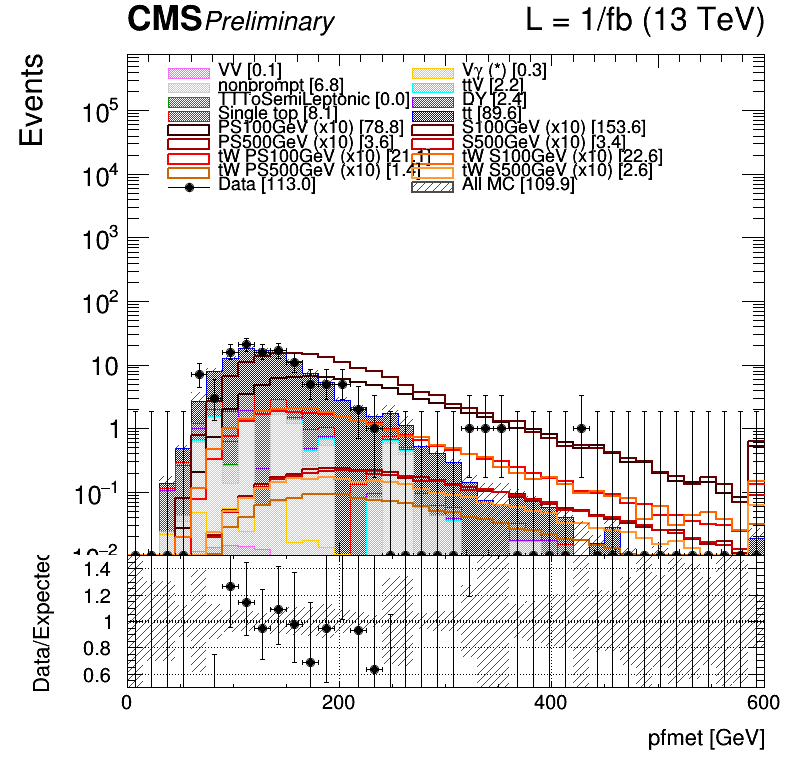 CMS Preliminary L = 1/fb (13 TeV)
Events
VV [0.1] Vγ (*) [0.3]
nonprompt [6.8] ttV [2.2]
TTToSemiLeptonic [0.0] DY [2.4]
Single top [8.1] tt [89.6]
PS100GeV (x10) [78.8] S100GeV (x10) [153.6]
PS500GeV (x10) [3.6] S500GeV (x10) [3.4]
tW PS100GeV (x10) [21.1] tW S100GeV (x10) [22.6]
tW PS500GeV (x10) [1.4] tW S500GeV (x10) [2.6]
Data [113.0] All MC [109.9]
10⁵
10⁴
10³
10²
10
1
10⁻¹
10⁻²
Data/Expected
1.4
1.2
1
0.8
0.6
0 200 400 600
pfmet [GeV]